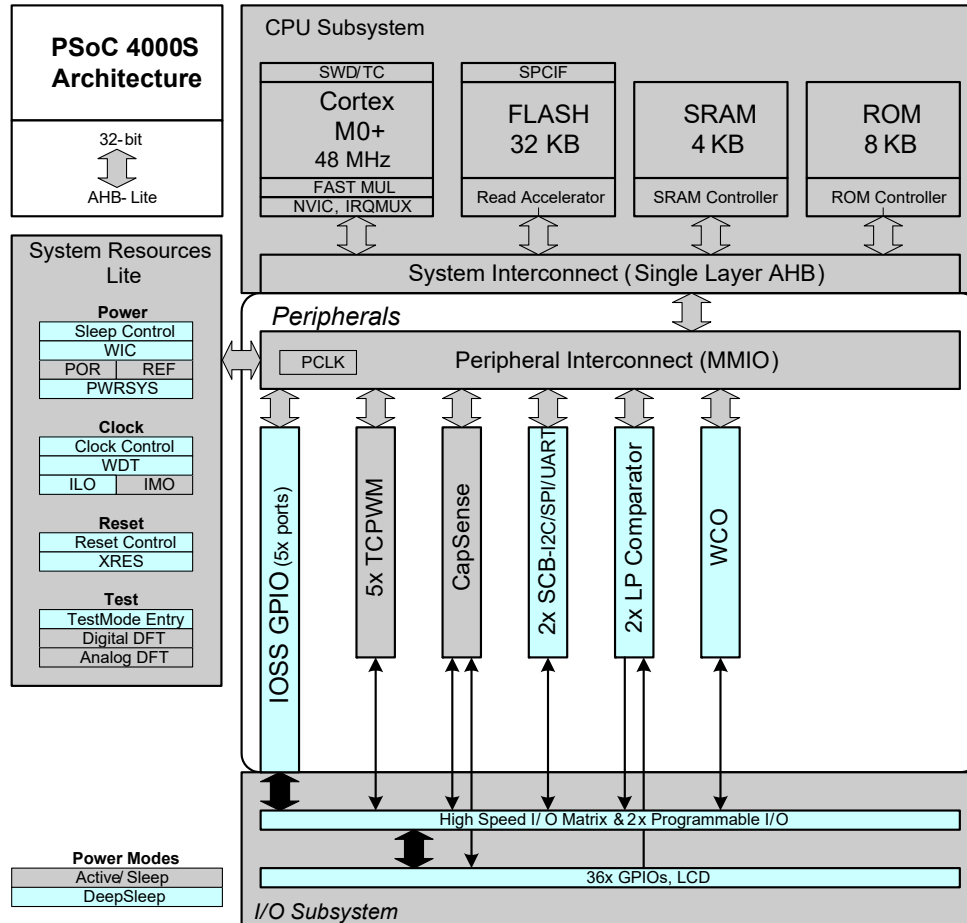 PSoC 4000S
Architecture
32-bit
AHB- Lite
CPU Subsystem
SWD/ TC
Cortex
M0+
48 MHz
FAST MUL
NVIC, IRQMUX
SPCIF
FLASH
32 KB
Read Accelerator
SRAM
4 KB
SRAM Controller
ROM
8 KB
ROM Controller
System Interconnect ( Single Layer AHB )
System Resources
Lite
Power
Sleep Control
WIC
POR REF
PWRSYS
Clock
Clock Control
WDT
ILO IMO
Reset
Reset Control
XRES
Test
TestMode Entry
Digital DFT
Analog DFT
Peripherals
PCLK
Peripheral Interconnect (MMIO)
IOSS GPIO (5x ports)
5x TCPWM
CapSense
2x SCB-I2C/SPI/UART
2x LP Comparator
WCO
High Speed I/ O Matrix & 2x Programmable I/O
36x GPIOs, LCD
I/O Subsystem
Power Modes
Active/ Sleep
DeepSleep